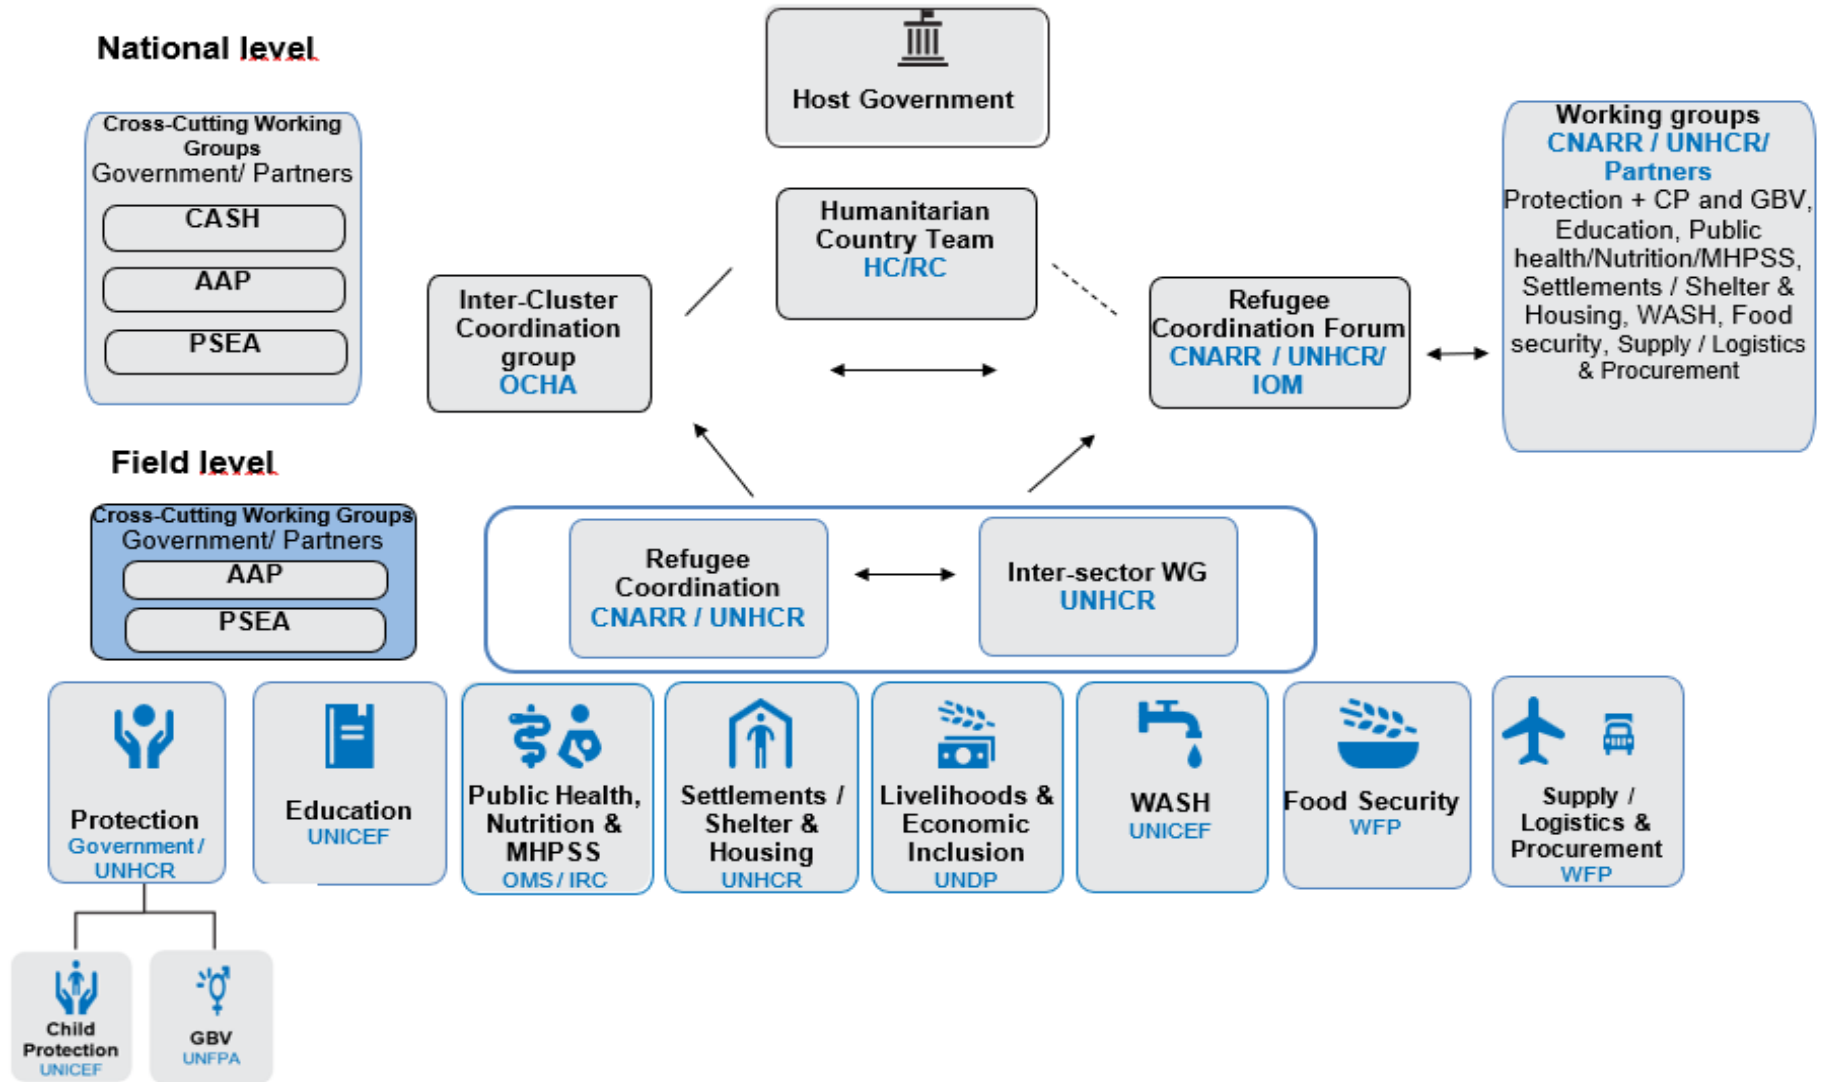 National level
Host Government
Cross-Cutting Working
Groups
Government/ Partners
CASH
AAP
PSEA
Humanitarian
Country Team
HC/RC
Inter-Cluster
Coordination
group
OCHA
Refugee
Coordination Forum
CNARR / UNHCR/
IOM
Working groups
CNARR / UNHCR/
Partners
Protection + CP and GBV,
Education, Public
health/Nutrition/MHPSS,
Settlements / Shelter &
Housing, WASH, Food
security, Supply / Logistics
& Procurement
Field level
Cross-Cutting Working Groups
Government/ Partners
AAP
PSEA
Refugee
Coordination
CNARR / UNHCR
Inter-sector WG
UNHCR
Protection
Government /
UNHCR
Education
UNICEF
Public Health,
Nutrition &
MHPSS
OMS / IRC
Settlements /
Shelter &
Housing
UNHCR
Livelihoods &
Economic
Inclusion
UNDP
WASH
UNICEF
Food Security
WFP
Supply /
Logistics &
Procurement
WFP
Child
Protection
UNICEF
GBV
UNFPA